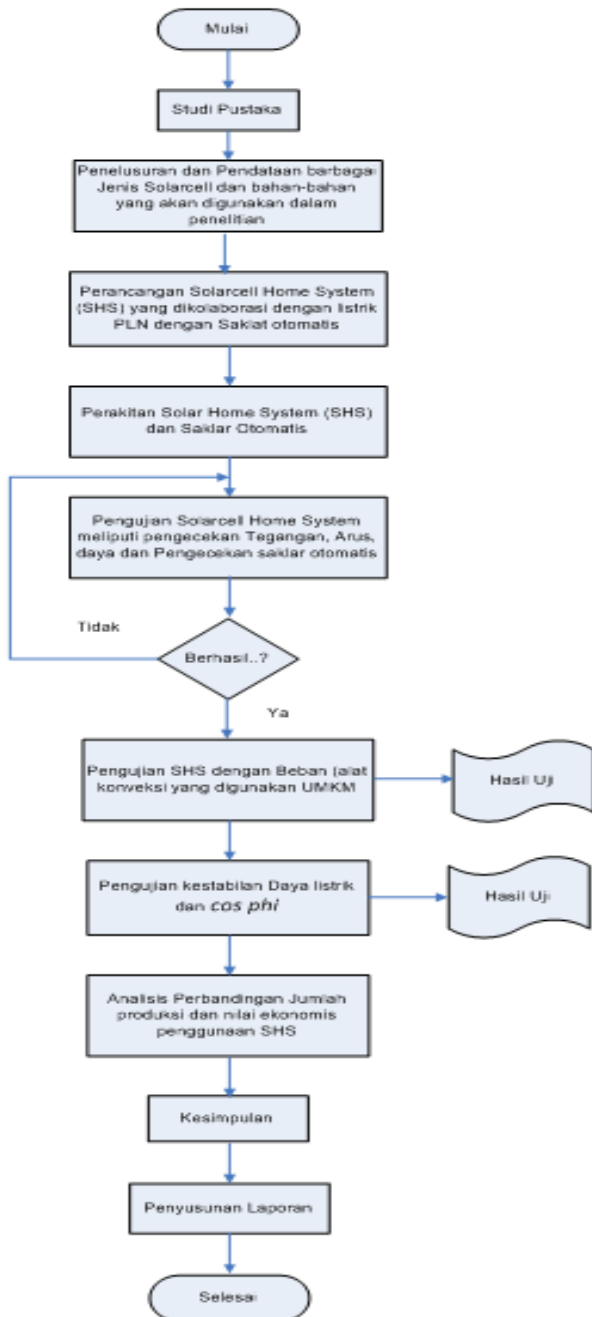 Mulai
Studi Pustaka
Penelusuran dan Pendataan barbagai
Jenis Solarcell dan bahan-bahan
yang akan digunakan dalam
penelitian
Perancangan Solarcell Home System
(SHS) yang dikolaborasi dengan listrik
PLN dengan Saklat otomatis
Perakitan Solar Home System (SHS)
dan Saklar Otomatis
Pengujian Solarcell Home System
meliputi pengecekan Tegangan, Arus,
daya dan Pengecekan saklar otomatis
Tidak
Berhasil..?
Ya
Pengujian SHS dengan Beban (alat
konveksi yang digunakan UMKM
Hasil Uji
Pengujian kestabilan Daya listrik
dan cos phi
Hasil Uji
Analisis Perbandingan Jumlah
produksi dan nilai ekonomis
penggunaan SHS
Kesimpulan
Penyusunan Laporan
Selesai